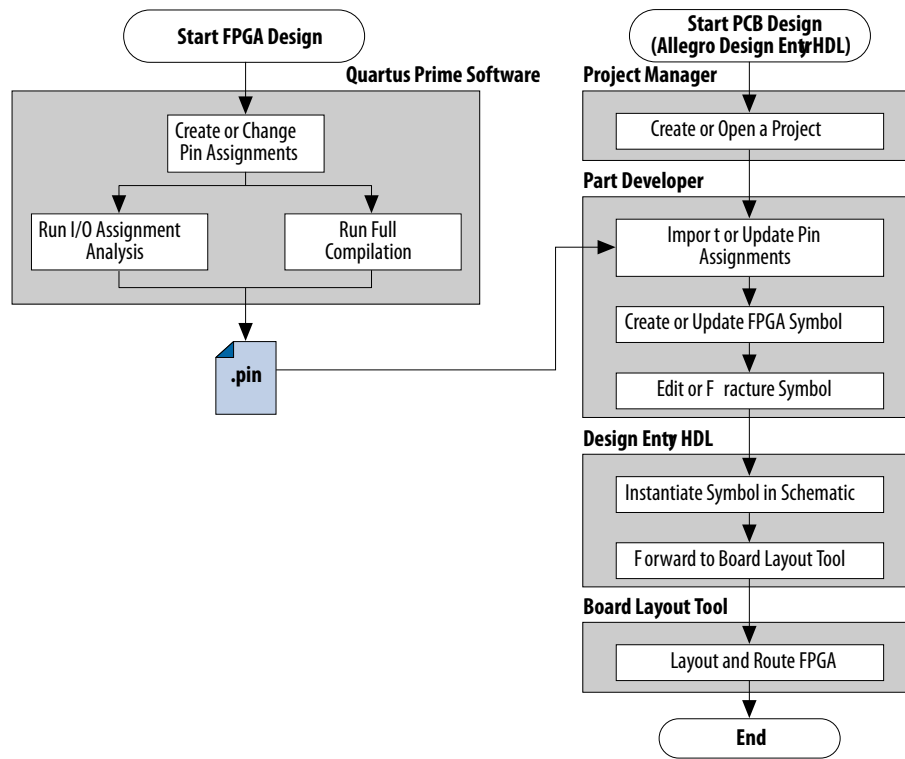 Start FPGA Design
Quartus Prime Software
Create or Change
Pin Assignments
Run I/O Assignment
Analysis
Run Full
Compilation
.pin
Start PCB Design
(Allegro Design Entry HDL)
Project Manager
Create or Open a Project
Part Developer
Impor t or Update Pin
Assignments
Create or Update FPGA Symbol
Edit or F racture Symbol
Design Enty HDL
Instantiate Symbol in Schematic
F orward to Board Layout Tool
Board Layout Tool
Layout and Route FPGA
End